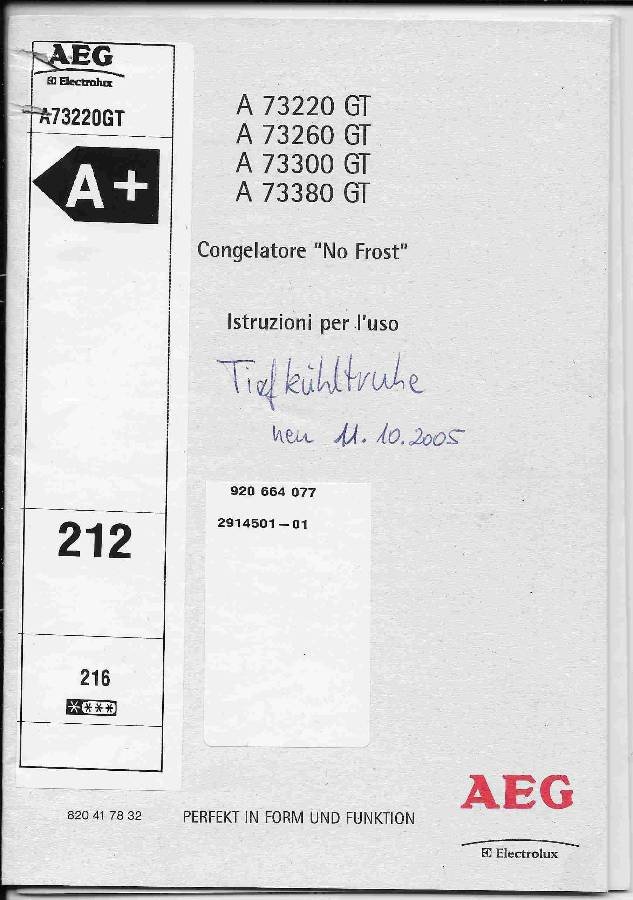 AEG
Electrolux
A73220GT
A+
212
216
A 73220 GT
A 73260 GT
A 73300 GT
A 73380 GT
Congelatore "No Frost"
Istruzioni per l'uso
Tiefkühltruhe
neu 11.10.2005
920 664 077
2914501-01
820 41 78 32
PERFEKT IN FORM UND FUNKTION
AEG
Electrolux